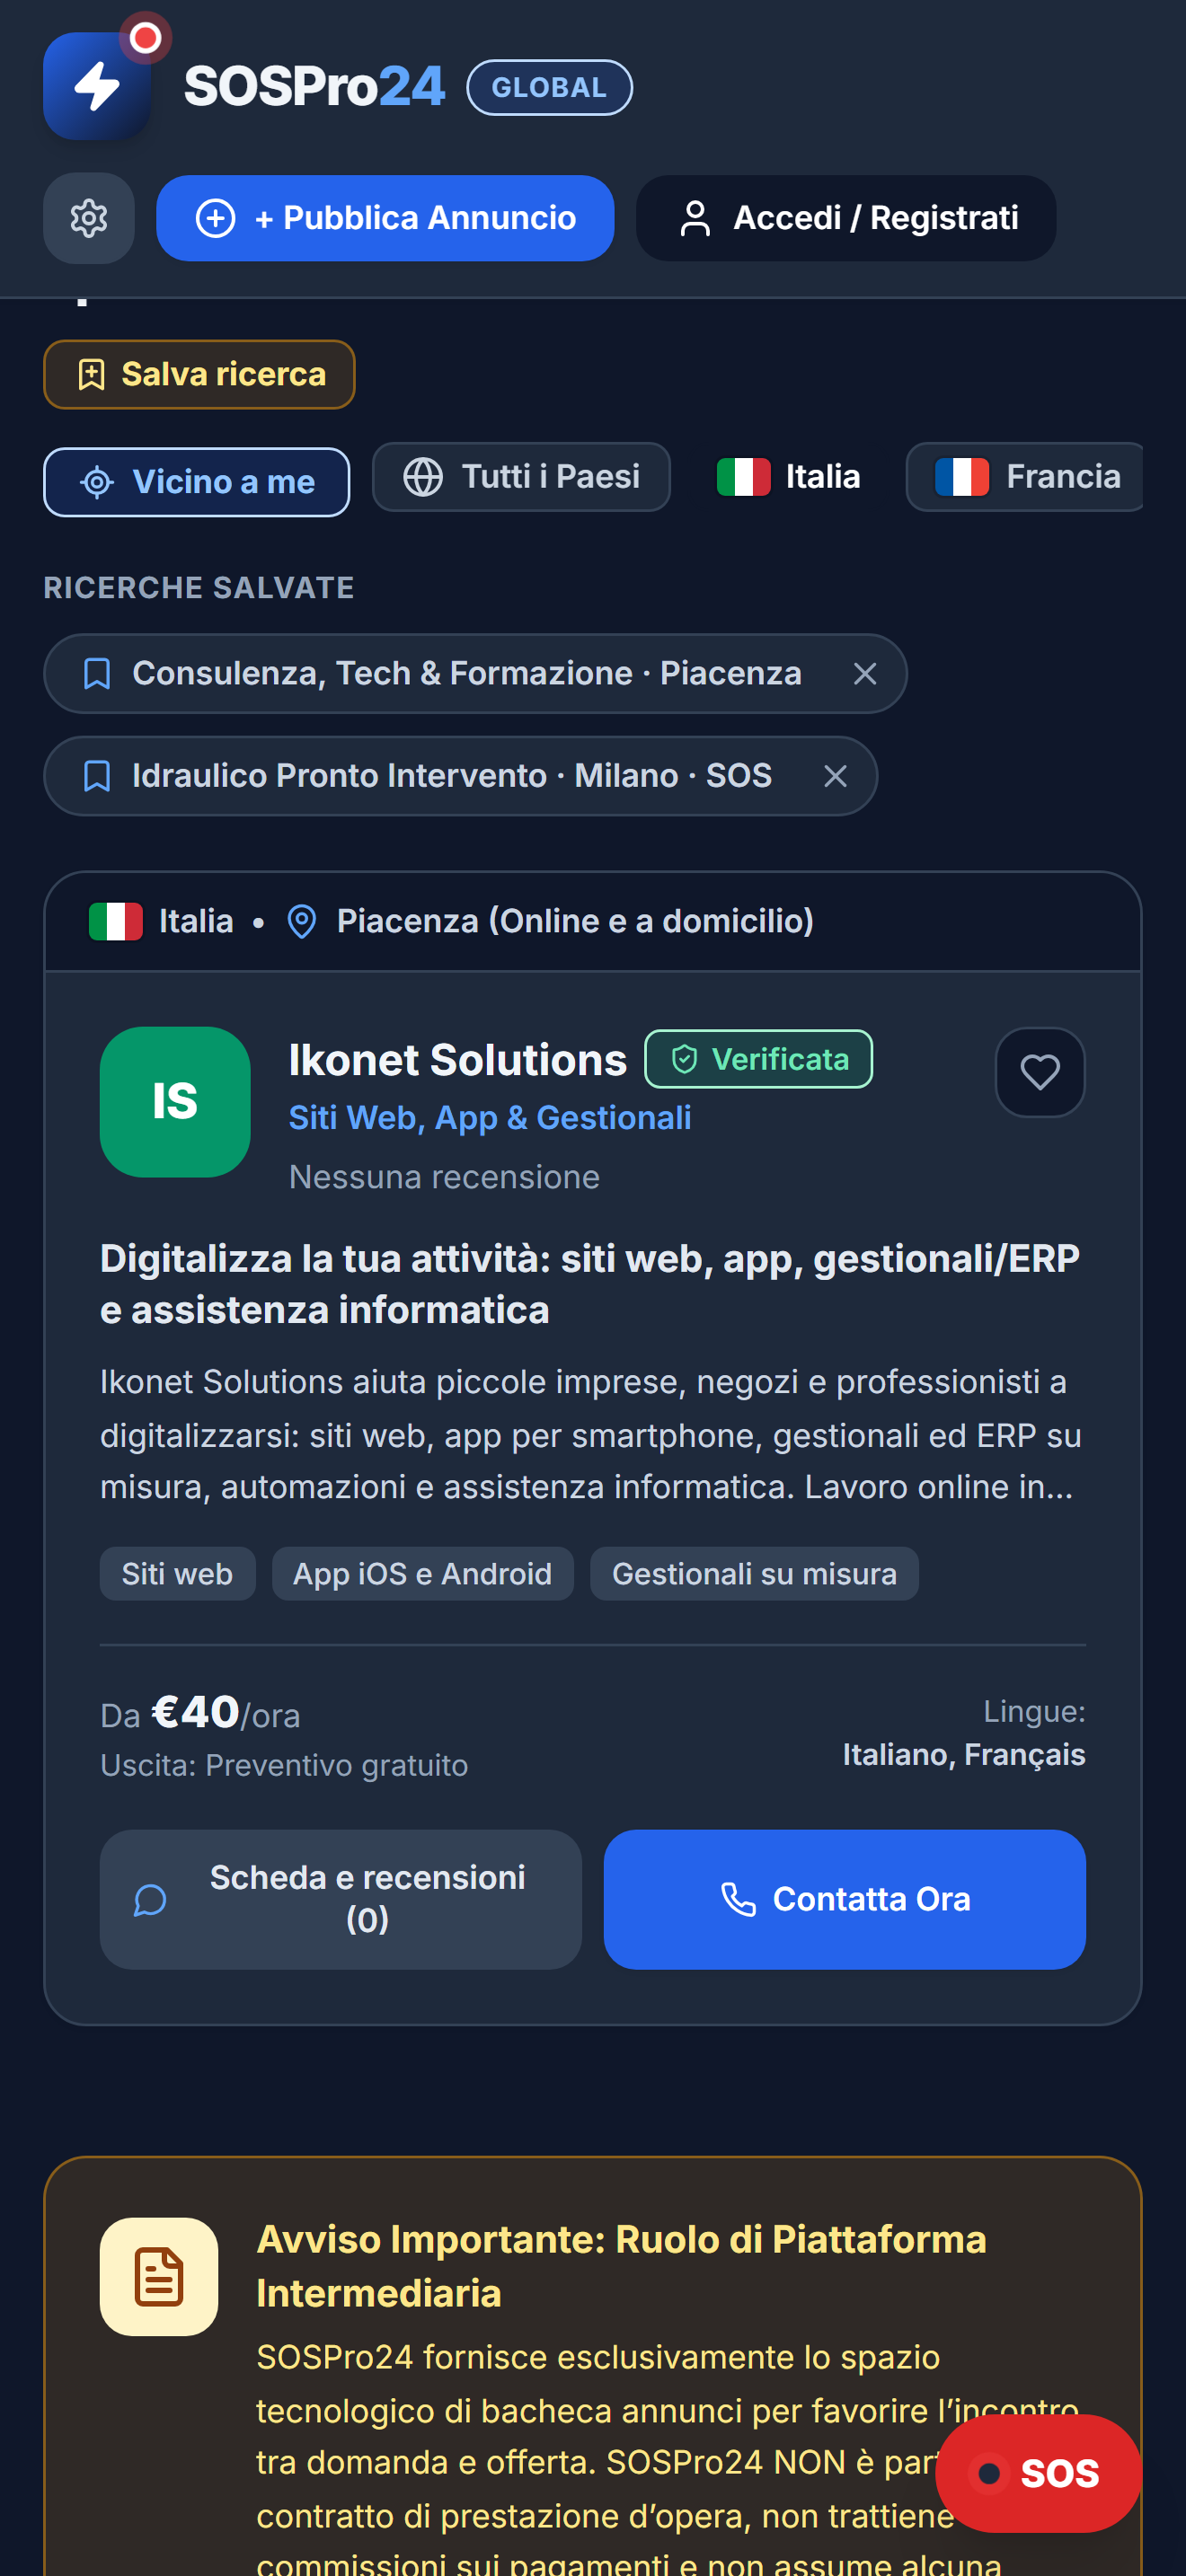 SOSPro24 GLOBAL
+ Pubblica Annuncio
Accedi / Registrati
Salva ricerca
Vicino a me
Tutti i Paesi
Italia
Francia
RICERCHE SALVATE
Consulenza, Tech & Formazione · Piacenza
Idraulico Pronto Intervento · Milano · SOS
Italia • Piacenza (Online e a domicilio)
IS
Ikonet Solutions
Verificata
Siti Web, App & Gestionali
Nessuna recensione
Digitalizza la tua attività: siti web, app, gestionali/ERP
e assistenza informatica
Ikonet Solutions aiuta piccole imprese, negozi e professionisti a
digitalizzarsi: siti web, app per smartphone, gestionali ed ERP su
misura, automazioni e assistenza informatica. Lavoro online in...
Siti web
App iOS e Android
Gestionali su misura
Da €40/ora
Uscita: Preventivo gratuito
Lingue:
Italiano, Français
Scheda e recensioni
(0)
Contatta Ora
Avviso Importante: Ruolo di Piattaforma
Intermediaria
SOSPro24 fornisce esclusivamente lo spazio
tecnologico di bacheca annunci per favorire l’incontro
tra domanda e offerta. SOSPro24 NON è
contratto di prestazione d’opera, non trattiene
commissioni sui pagamenti e non assume alcuna
SOS